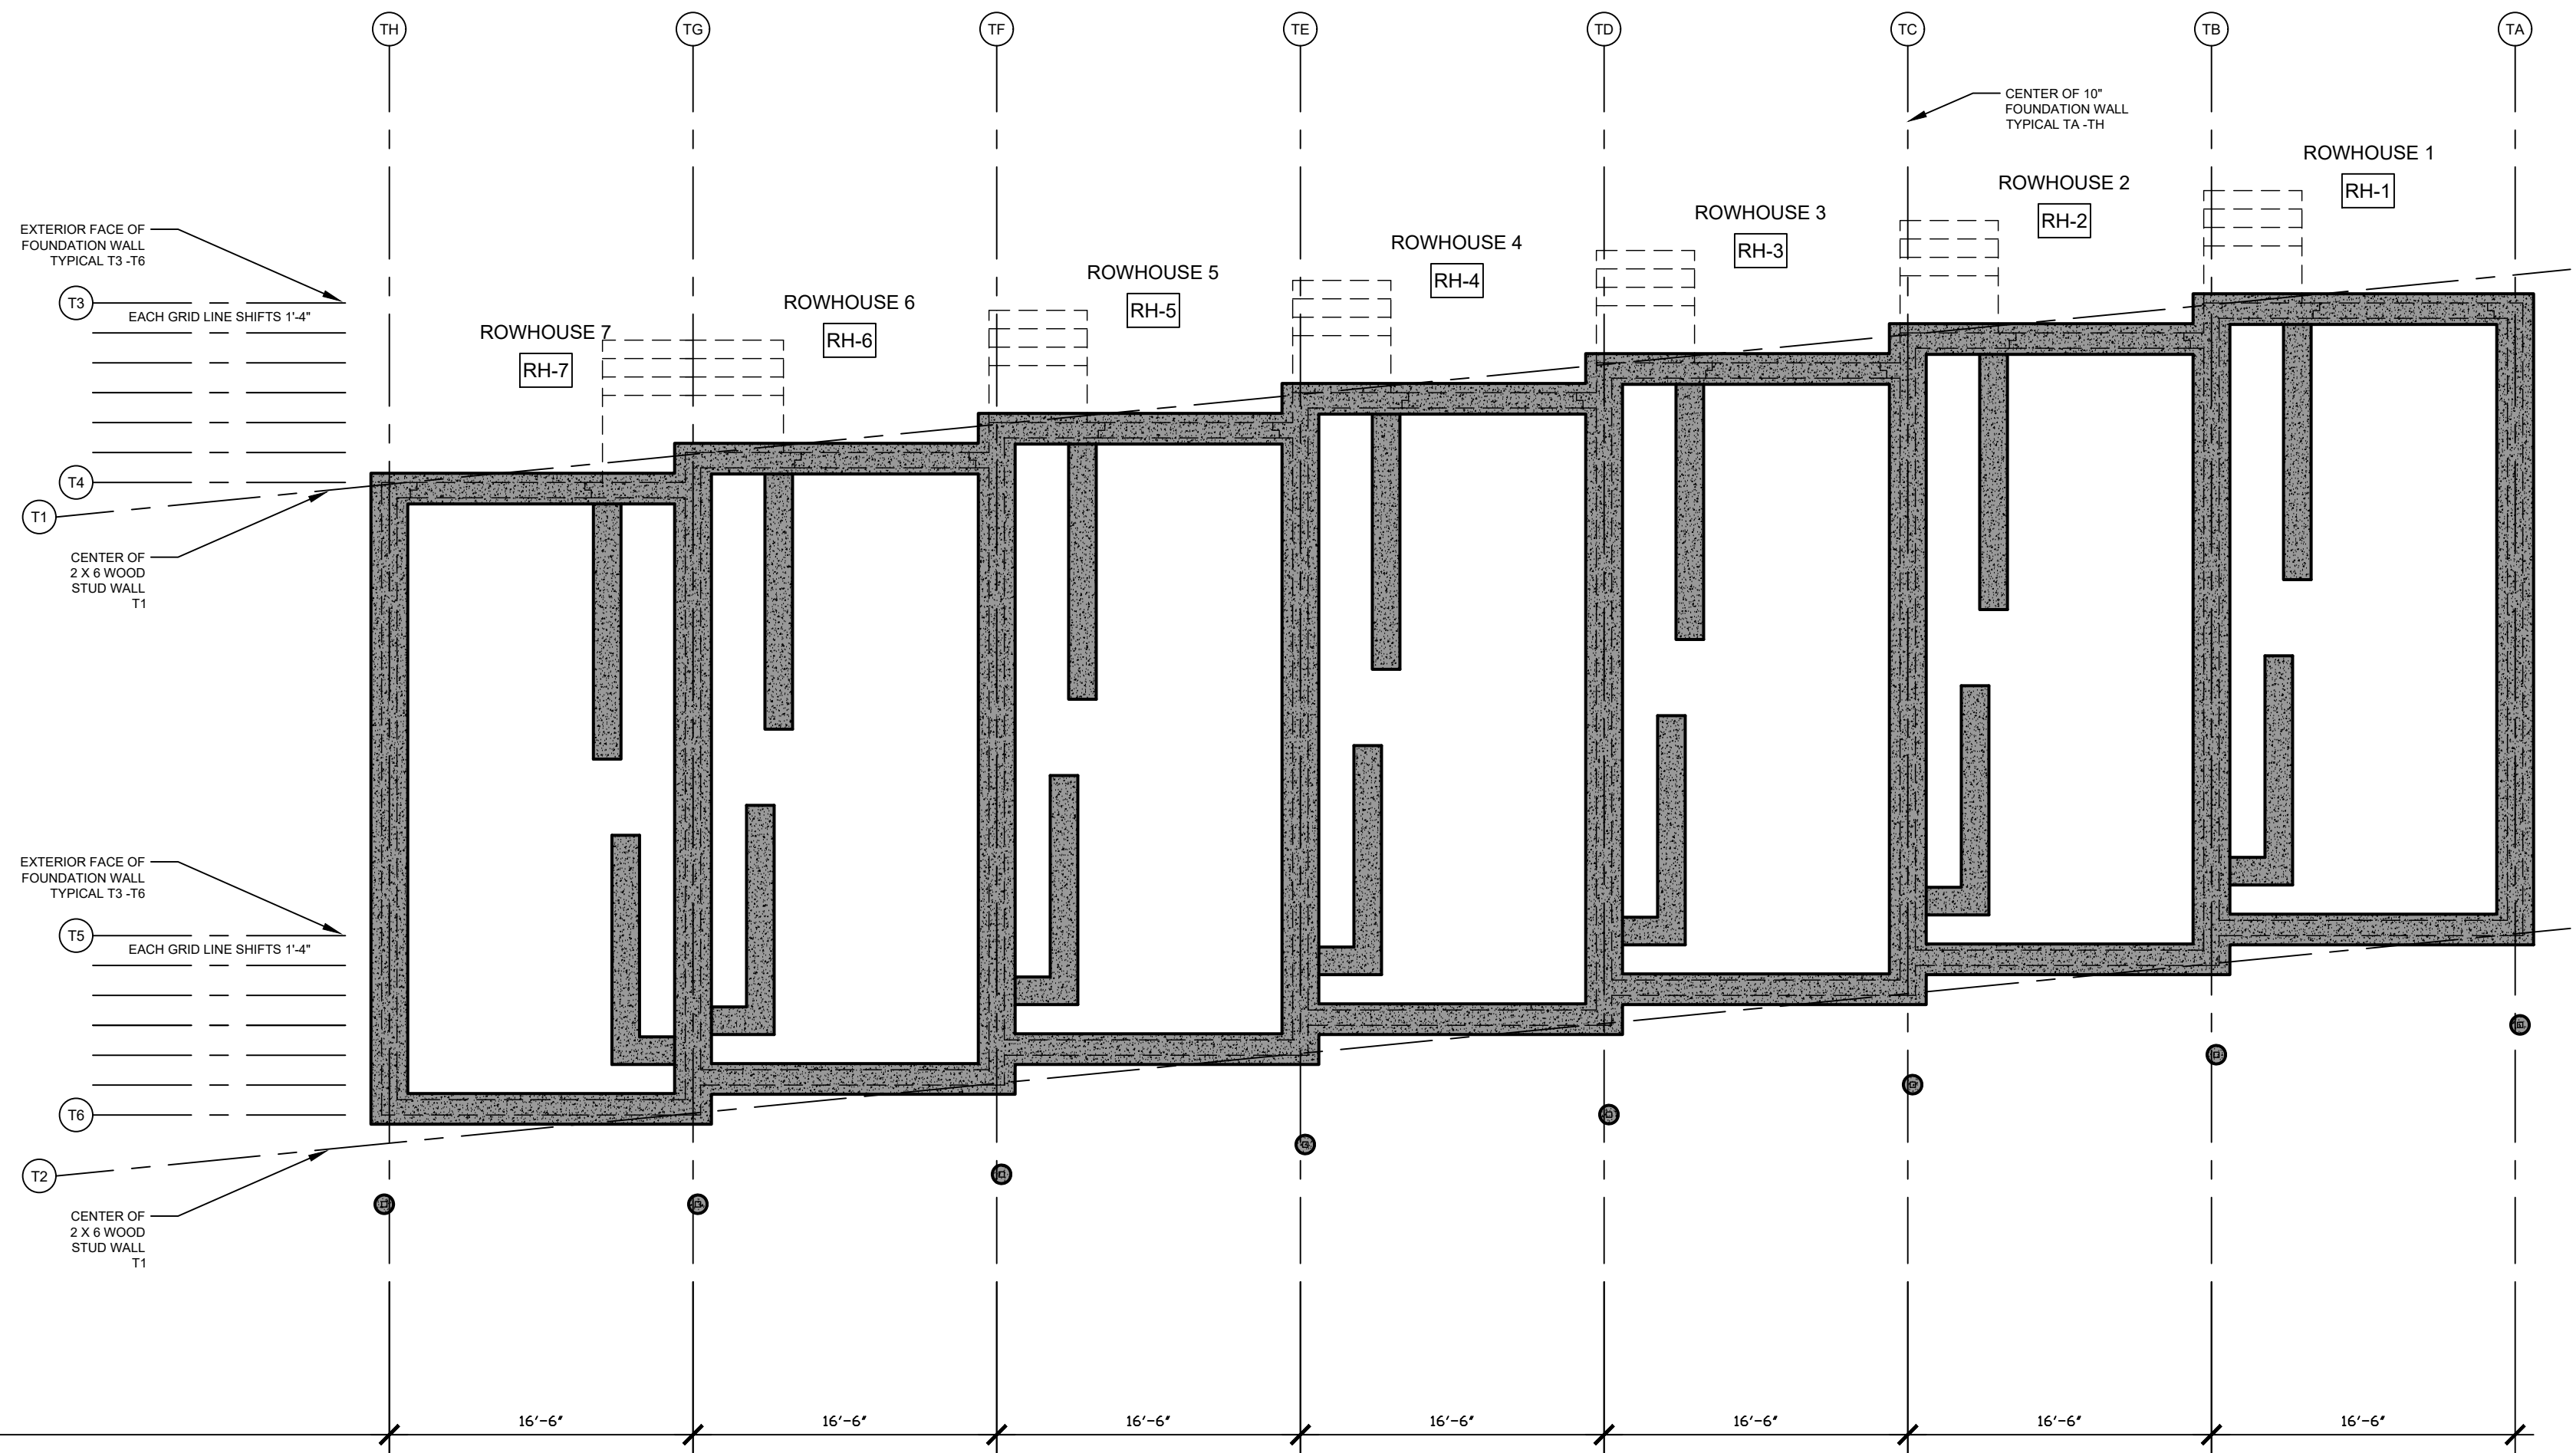 TH
TG
TF
TE
TD
TC
TB
TA
CENTER OF 10"
FOUNDATION WALL
TYPICAL TA -TH
ROWHOUSE 1
RH-1
ROWHOUSE 2
RH-2
ROWHOUSE 3
RH-3
ROWHOUSE 4
RH-4
ROWHOUSE 5
RH-5
ROWHOUSE 6
RH-6
ROWHOUSE 7
RH-7
EXTERIOR FACE OF
FOUNDATION WALL
TYPICAL T3 -T6
T3
EACH GRID LINE SHIFTS 1'-4"
T4
T1
CENTER OF
2 X 6 WOOD
STUD WALL
T1
EXTERIOR FACE OF
FOUNDATION WALL
TYPICAL T3 -T6
T5
EACH GRID LINE SHIFTS 1'-4"
T6
T2
CENTER OF
2 X 6 WOOD
STUD WALL
T1
16'-6"
16'-6"
16'-6"
16'-6"
16'-6"
16'-6"
16'-6"